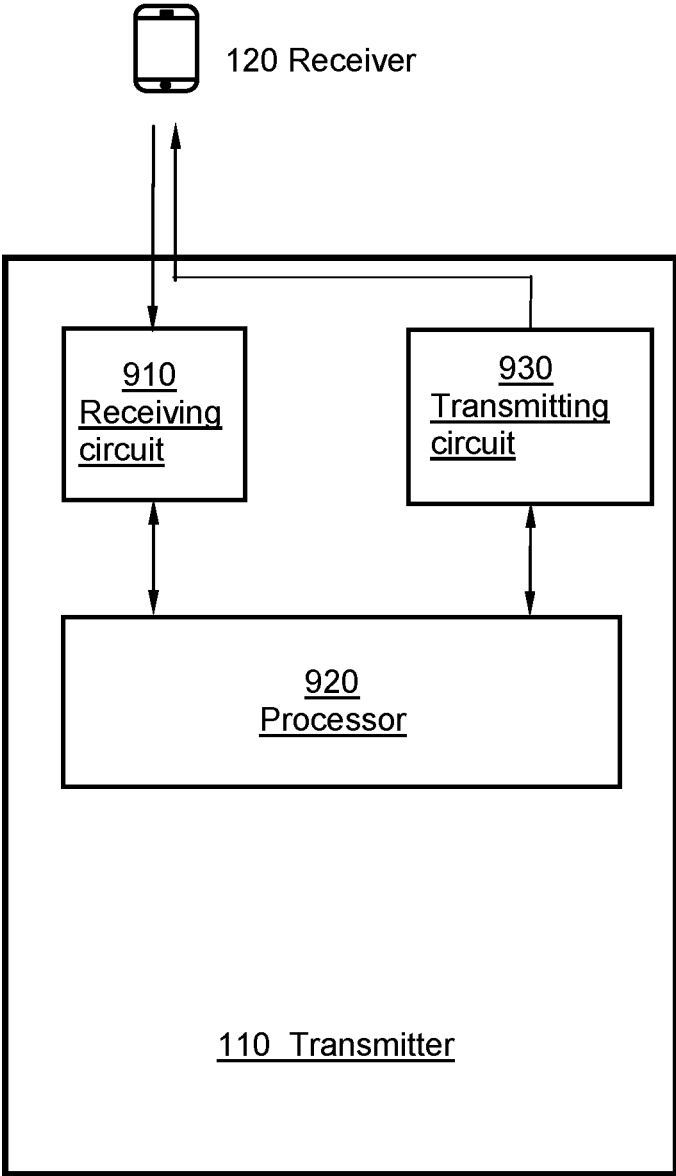 120 Receiver
910
Receiving
circuit
930
Transmitting
circuit
920
Processor
110 Transmitter